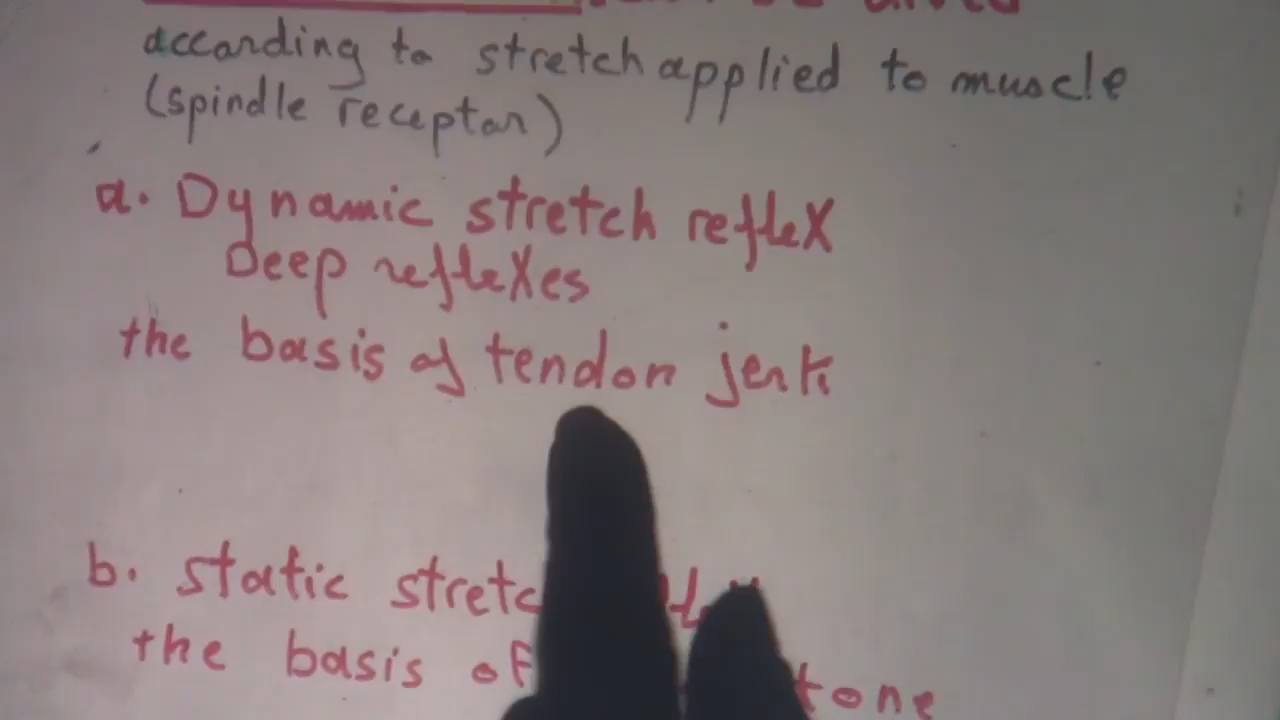 according to stretch applied to muscle
(spindle receptor)
a. Dynamic stretch reflex
Deep reflexes
the basis of tendon jerk
b. static
the basis of tone